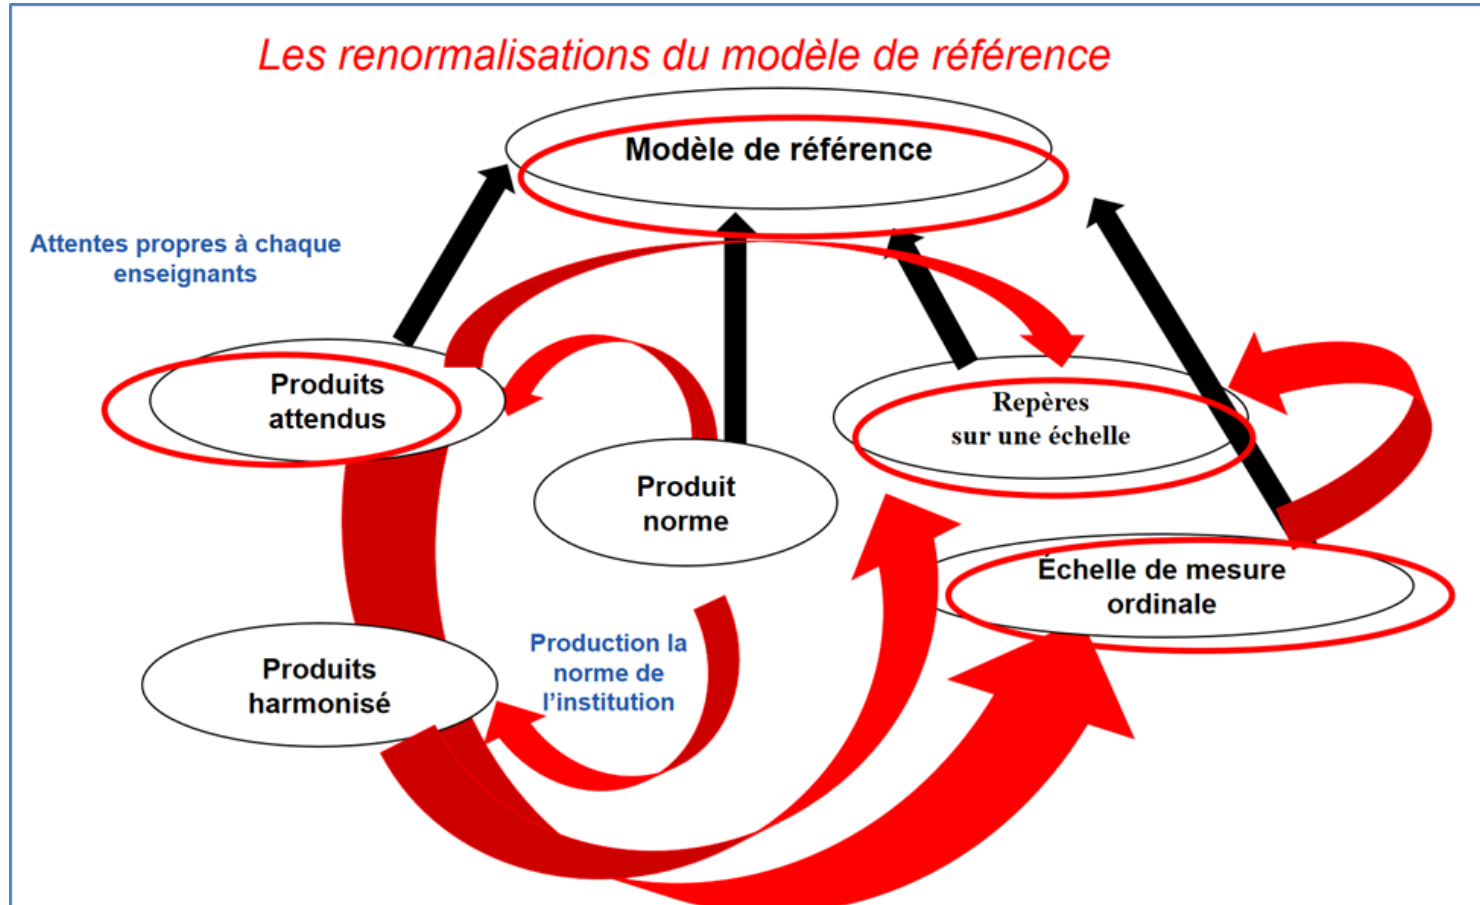 Les renormalisations du modèle de référence
Modèle de référence
Attentes propres à chaque
enseignants
Produits
attendus
Repères
sur une échelle
Produit
norme
Échelle de mesure
ordinale
Production la
norme de
l'institution
Produits
harmonisé